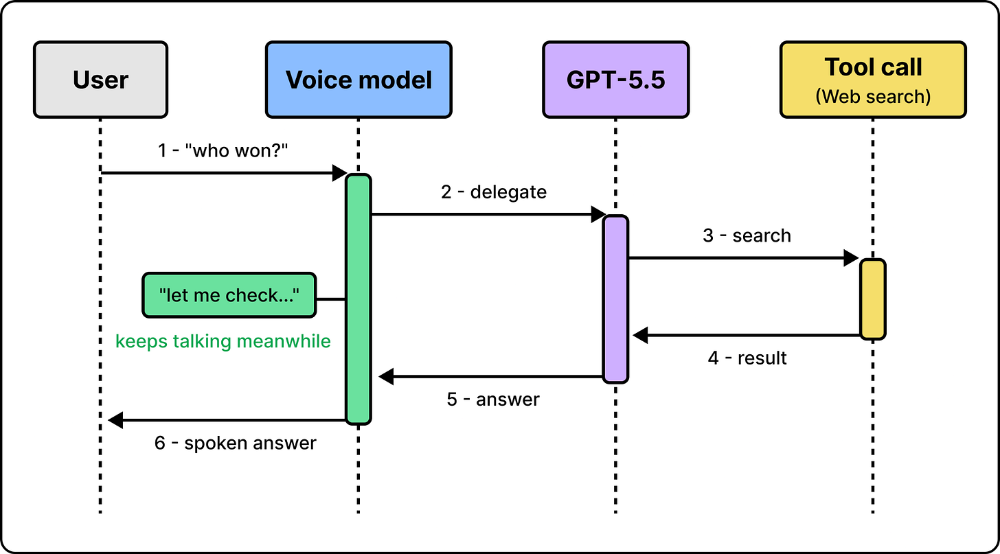 User
Voice model
GPT-5.5
Tool call
(Web search)
1 - "who won?"
2 - delegate
3 - search
"let me check..."
keeps talking meanwhile
4 - result
5 - answer
6 - spoken answer